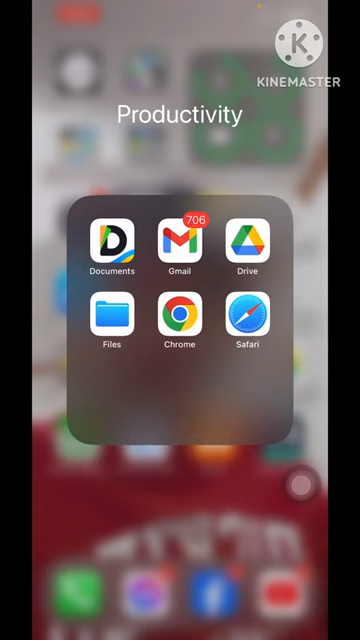 KINEMASTER
Productivity
706
Documents
Gmail
Drive
Files
Chrome
Safari